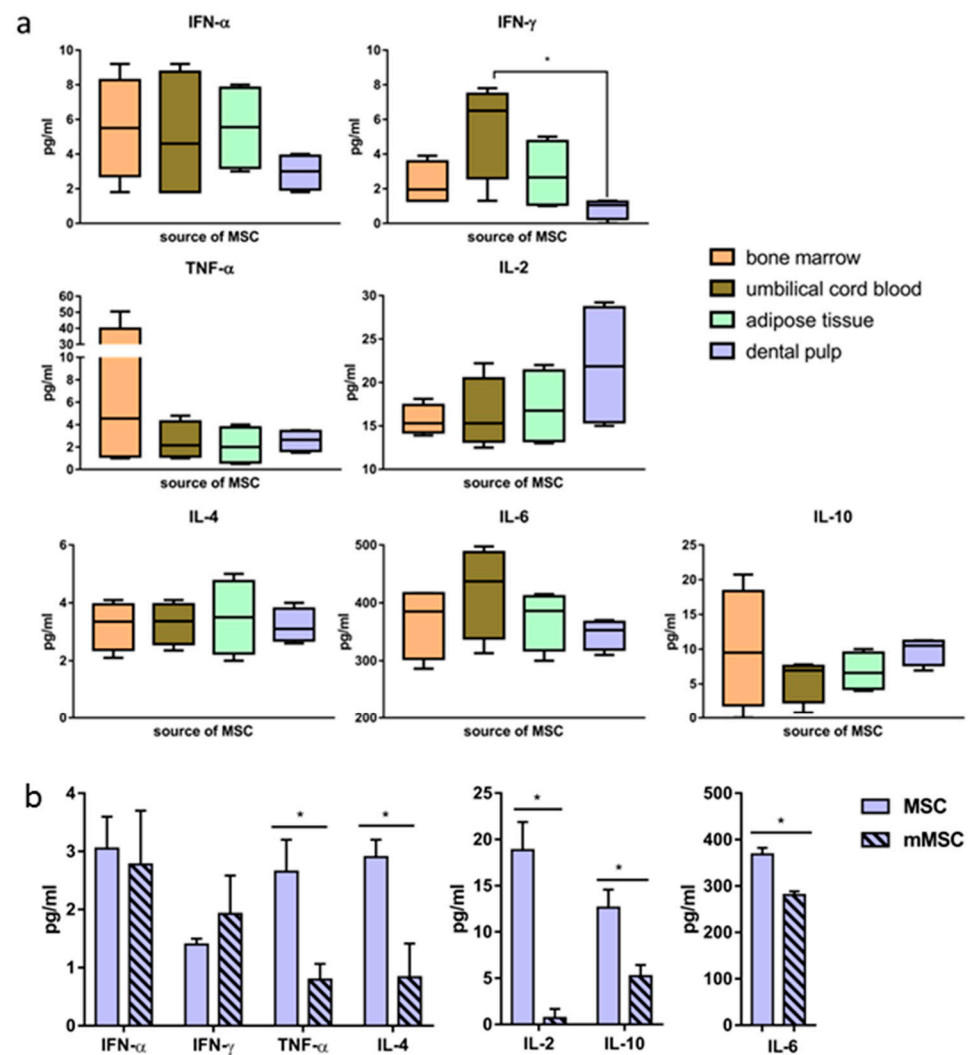 a
IFN-α
10
8
6
4
2
0
pg/ml
source of MSC
IFN-γ
*
10
8
6
4
2
0
pg/ml
source of MSC
bone marrow
umbilical cord blood
adipose tissue
dental pulp
TNF-α
60
50
40
30
10
8
6
4
2
0
pg/ml
source of MSC
IL-2
30
25
20
15
10
pg/ml
source of MSC
IL-4
6
4
2
0
pg/ml
source of MSC
IL-6
500
400
300
200
pg/ml
source of MSC
IL-10
25
20
15
10
5
0
pg/ml
source of MSC
b
4
3
2
1
0
pg/ml
* *
IFN-α IFN-γ TNF-α IL-4
25
20
15
10
5
0
pg/ml
*
*
IL-2 IL-10
500
400
300
200
100
0
pg/ml
*
IL-6
MSC
mMSC